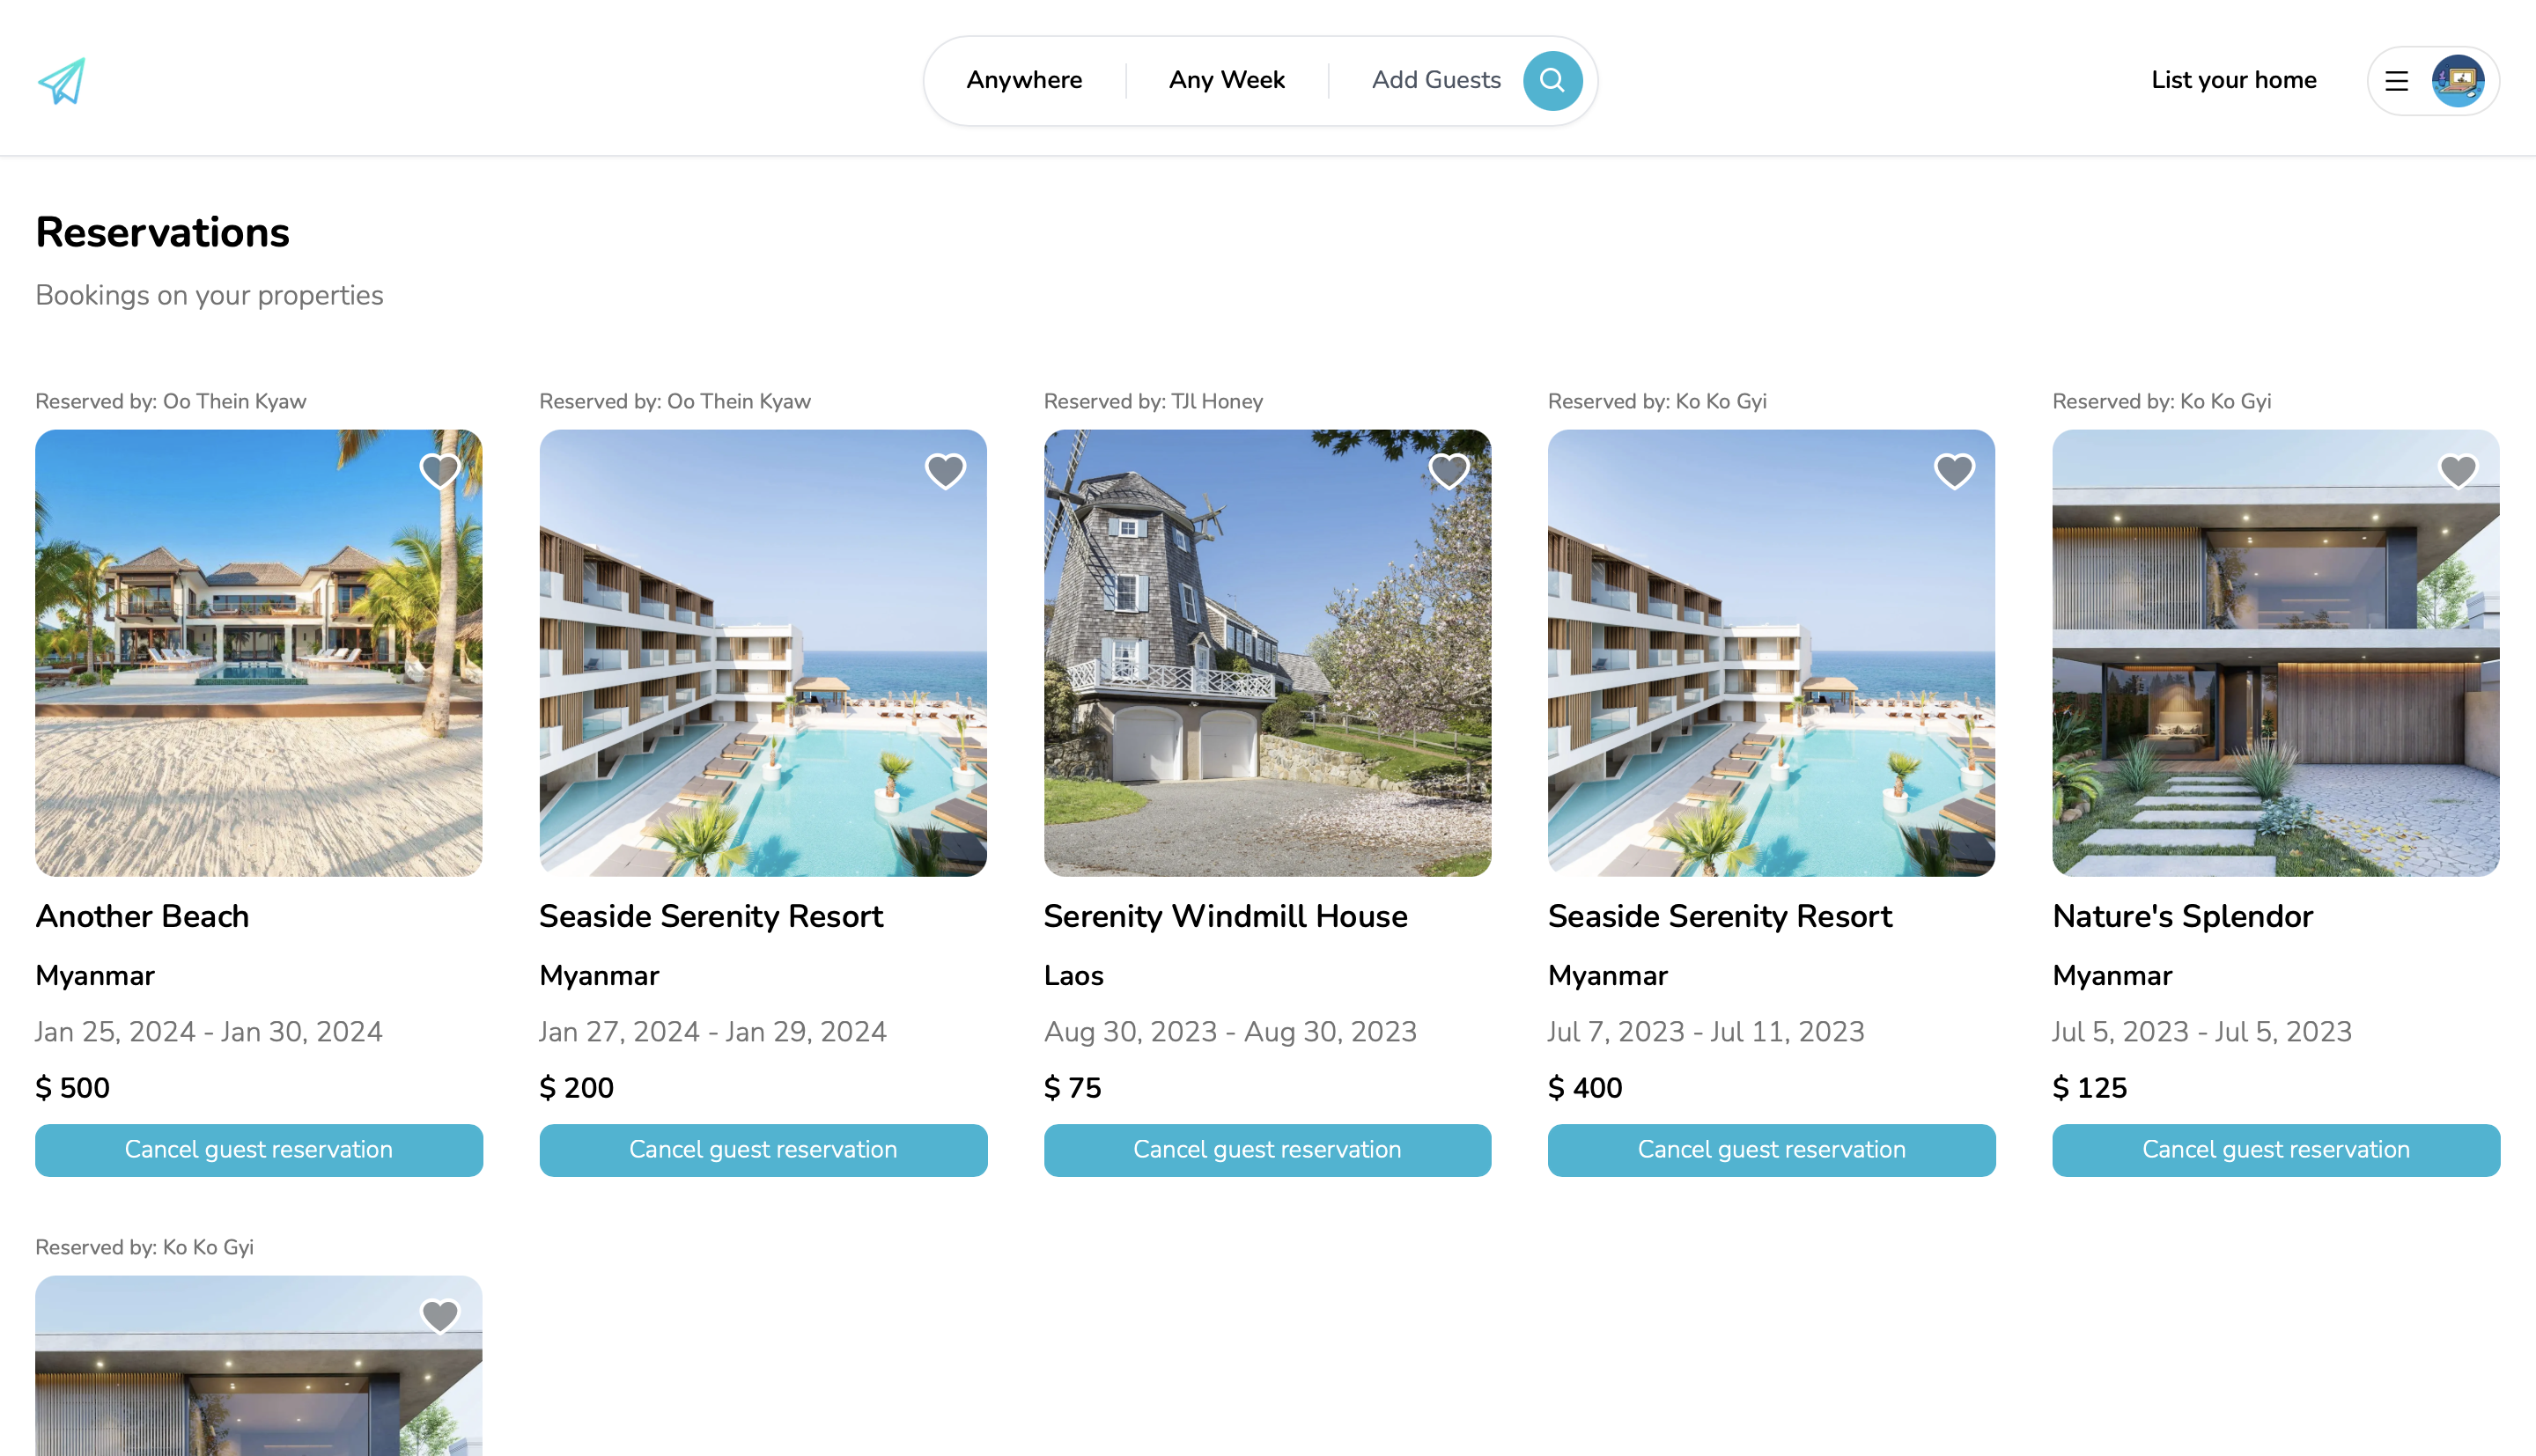 Anywhere
Any Week
Add Guests
List your home
Reservations
Bookings on your properties
Reserved by: Oo Thein Kyaw
Another Beach
Myanmar
Jan 25, 2024 - Jan 30, 2024
$ 500
Cancel guest reservation
Reserved by: Oo Thein Kyaw
Seaside Serenity Resort
Myanmar
Jan 27, 2024 - Jan 29, 2024
$ 200
Cancel guest reservation
Reserved by: TJl Honey
Serenity Windmill House
Laos
Aug 30, 2023 - Aug 30, 2023
$ 75
Cancel guest reservation
Reserved by: Ko Ko Gyi
Seaside Serenity Resort
Myanmar
Jul 7, 2023 - Jul 11, 2023
$ 400
Cancel guest reservation
Reserved by: Ko Ko Gyi
Nature's Splendor
Myanmar
Jul 5, 2023 - Jul 5, 2023
$ 125
Cancel guest reservation
Reserved by: Ko Ko Gyi